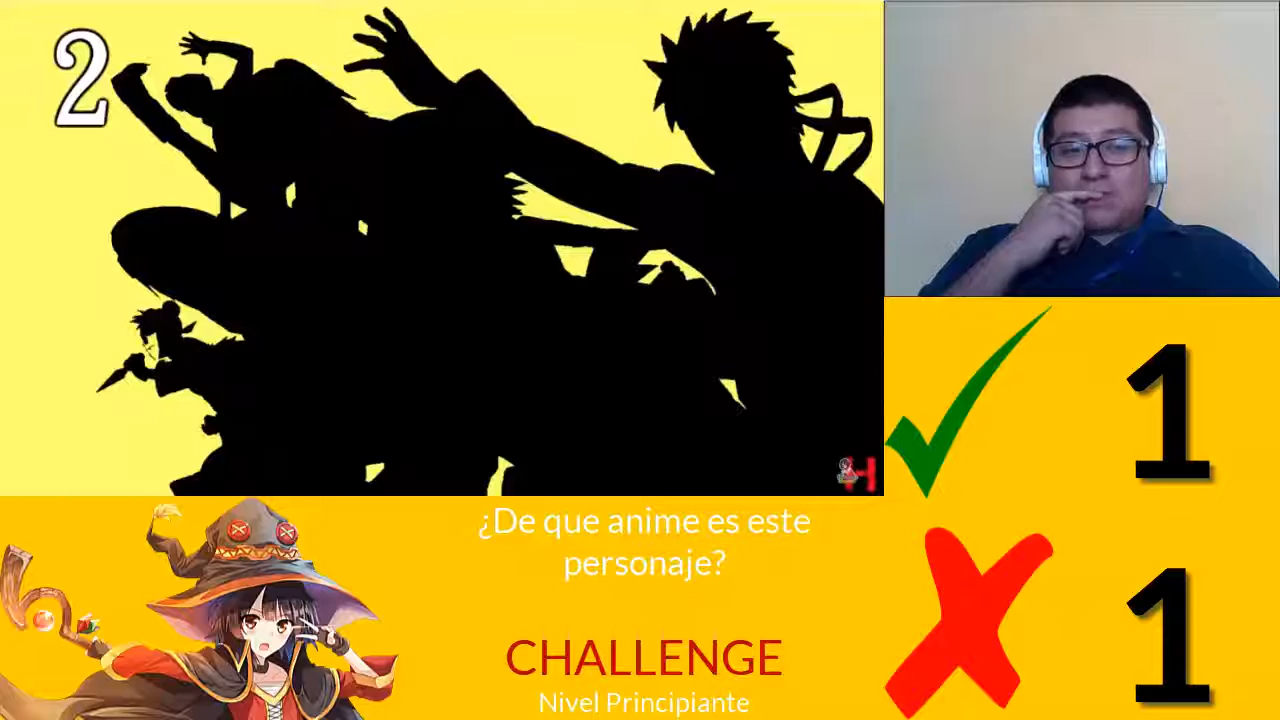 2
H
1
¿De que anime es este
personaje?
1
CHALLENGE
Nivel Principiante